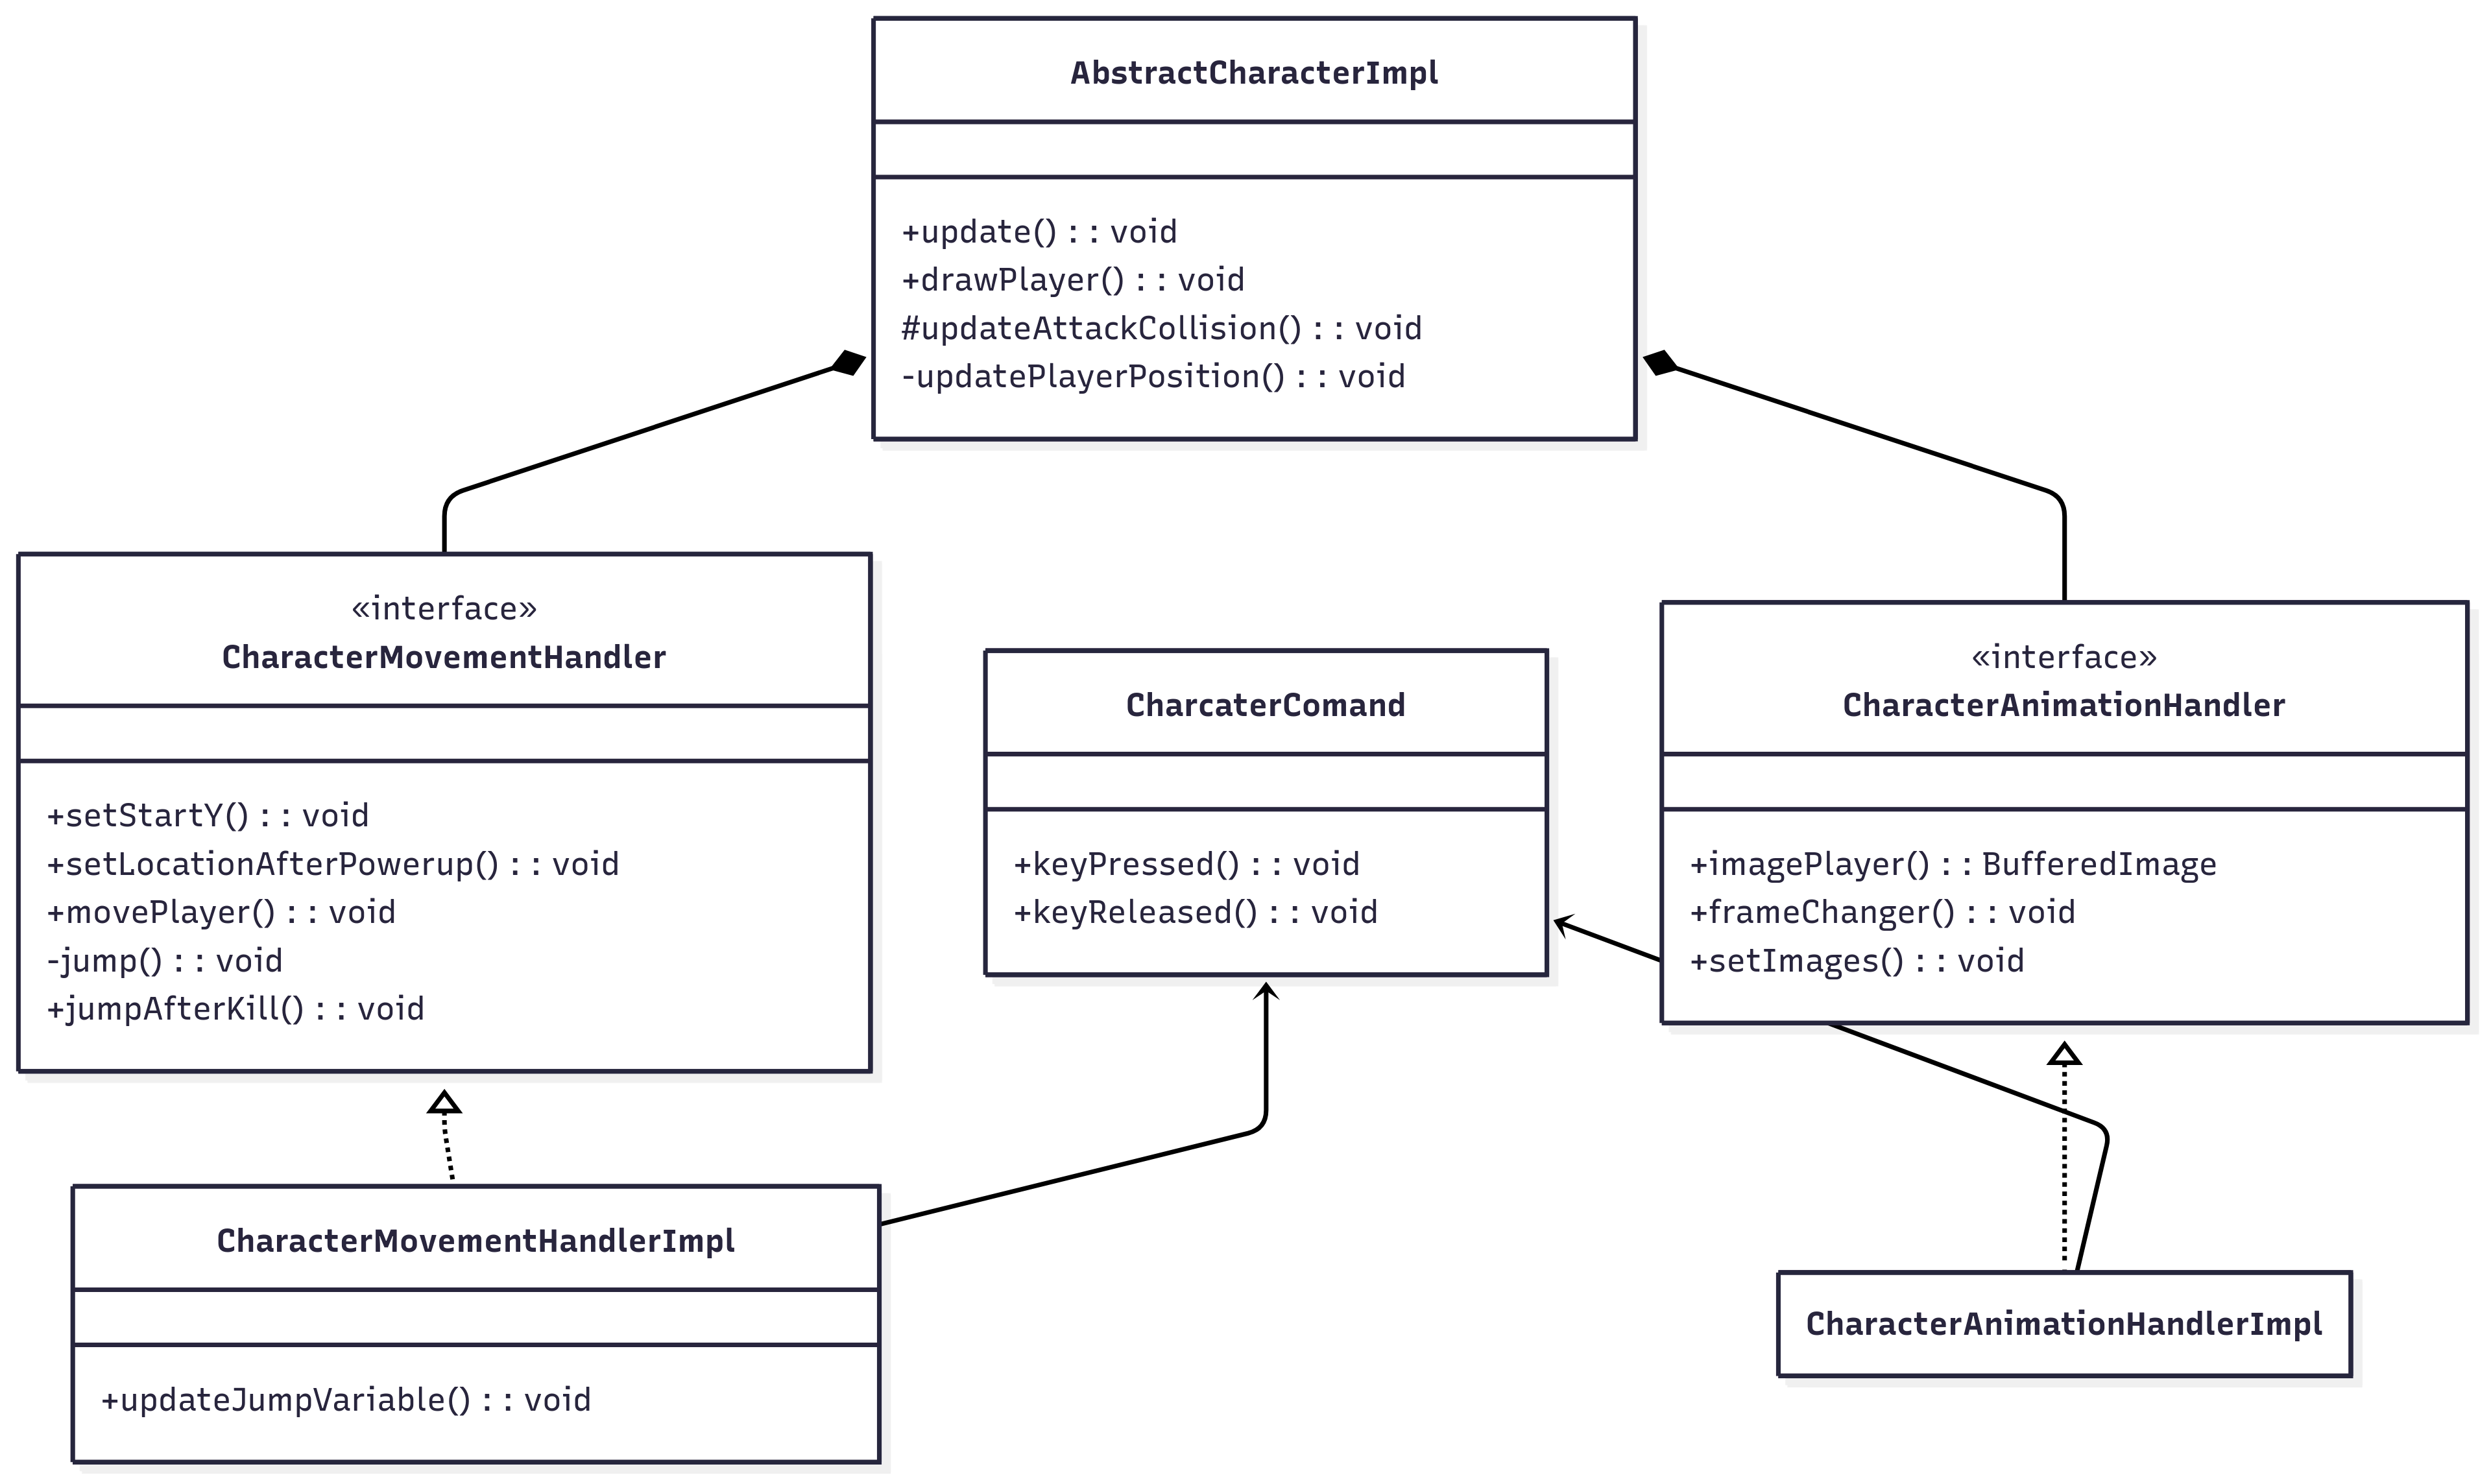 AbstractCharacterImpl
+update() : : void
+drawPlayer() : : void
#updateAttackCollision() : : void
-updatePlayerPosition() : : void
«interface»
CharacterMovementHandler
+setStartY() : : void
+setLocationAfterPowerup() : : void
+movePlayer() : : void
-jump() : : void
+jumpAfterKill() : : void
CharcaterComand
+keyPressed() : : void
+keyReleased() : : void
«interface»
CharacterAnimationHandler
+imagePlayer() : : BufferedImage
+frameChanger() : : void
+setImages() : : void
CharacterMovementHandlerImpl
+updateJumpVariable() : : void
CharacterAnimationHandlerImpl